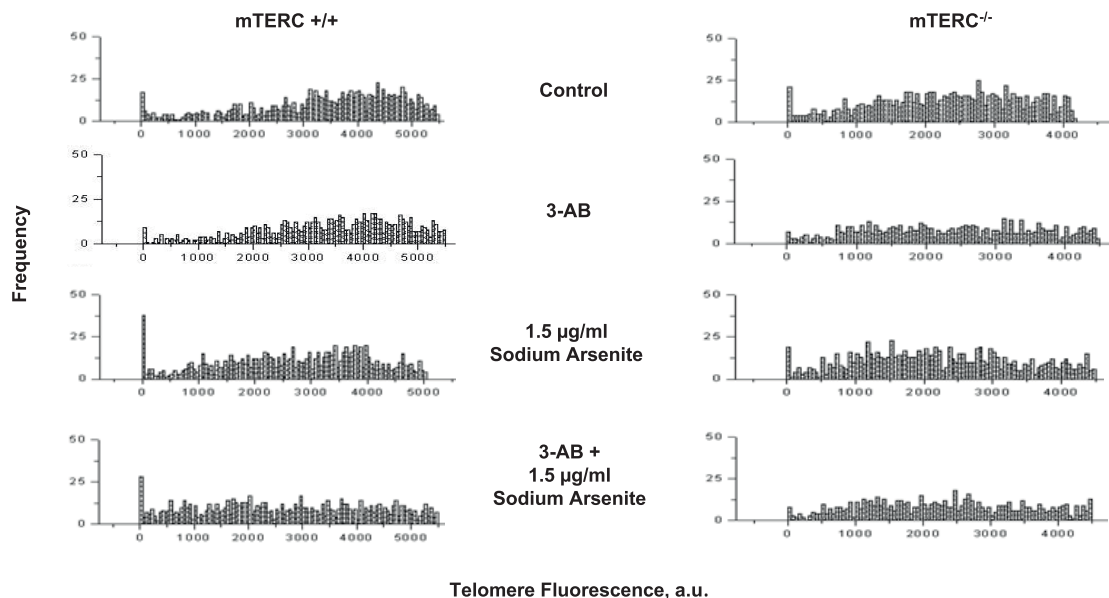 mTERC +/+
mTERC-/-
50
25
0
0 1000 2000 3000 4000 5000
Control
50
25
0
0 1000 2000 3000 4000
50
25
0
0 1000 2000 3000 4000 5000
3-AB
50
25
0
0 1000 2000 3000 4000
Frequency
50
25
0
0 1000 2000 3000 4000 5000
1.5 µg/ml
Sodium Arsenite
50
25
0
0 1000 2000 3000 4000
50
25
0
0 1000 2000 3000 4000 5000
3-AB +
1.5 µg/ml
Sodium Arsenite
50
25
0
0 1000 2000 3000 4000
Telomere Fluorescence, a.u.